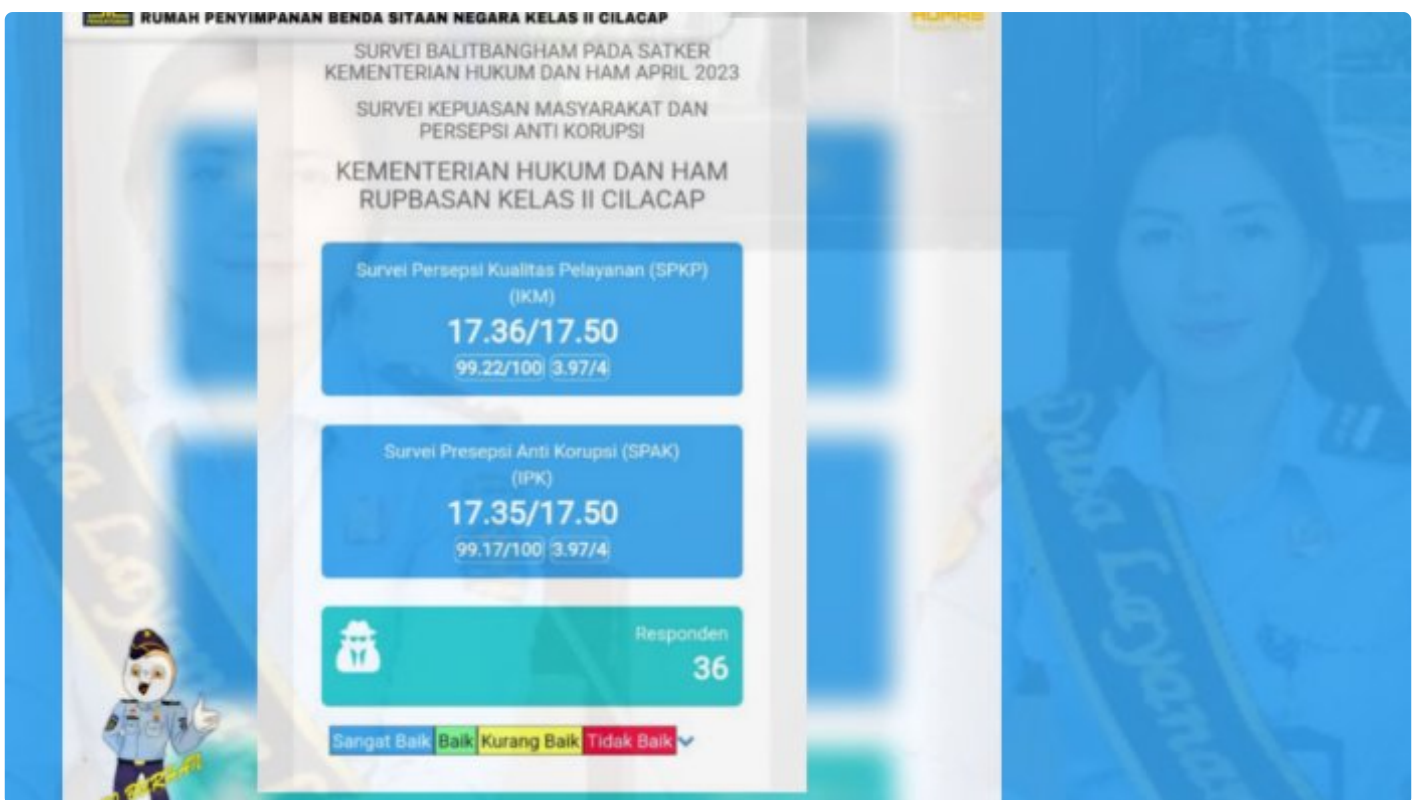 RUMAH PENYIMPANAN BENDA SITAAN NEGARA KELAS II CILACAP
HUMAS
SURVEI BALITBANGHAM PADA SATKER
KEMENTERIAN HUKUM DAN HAM APRIL 2023
SURVEI KEPUASAN MASYARAKAT DAN
PERSEPSI ANTI KORUPSI
KEMENTERIAN HUKUM DAN HAM
RUPBASAN KELAS II CILACAP
Survei Persepsi Kualitas Pelayanan (SPKP)
(IKM)
17.36/17.50
99.22/100 3.97/4
Survei Presepsi Anti Korupsi (SPAK)
(IPK)
17.35/17.50
99.17/100 3.97/4
Responden
36
Sangat Baik Baik Kurang Baik Tidak Baik
Duta Layanan